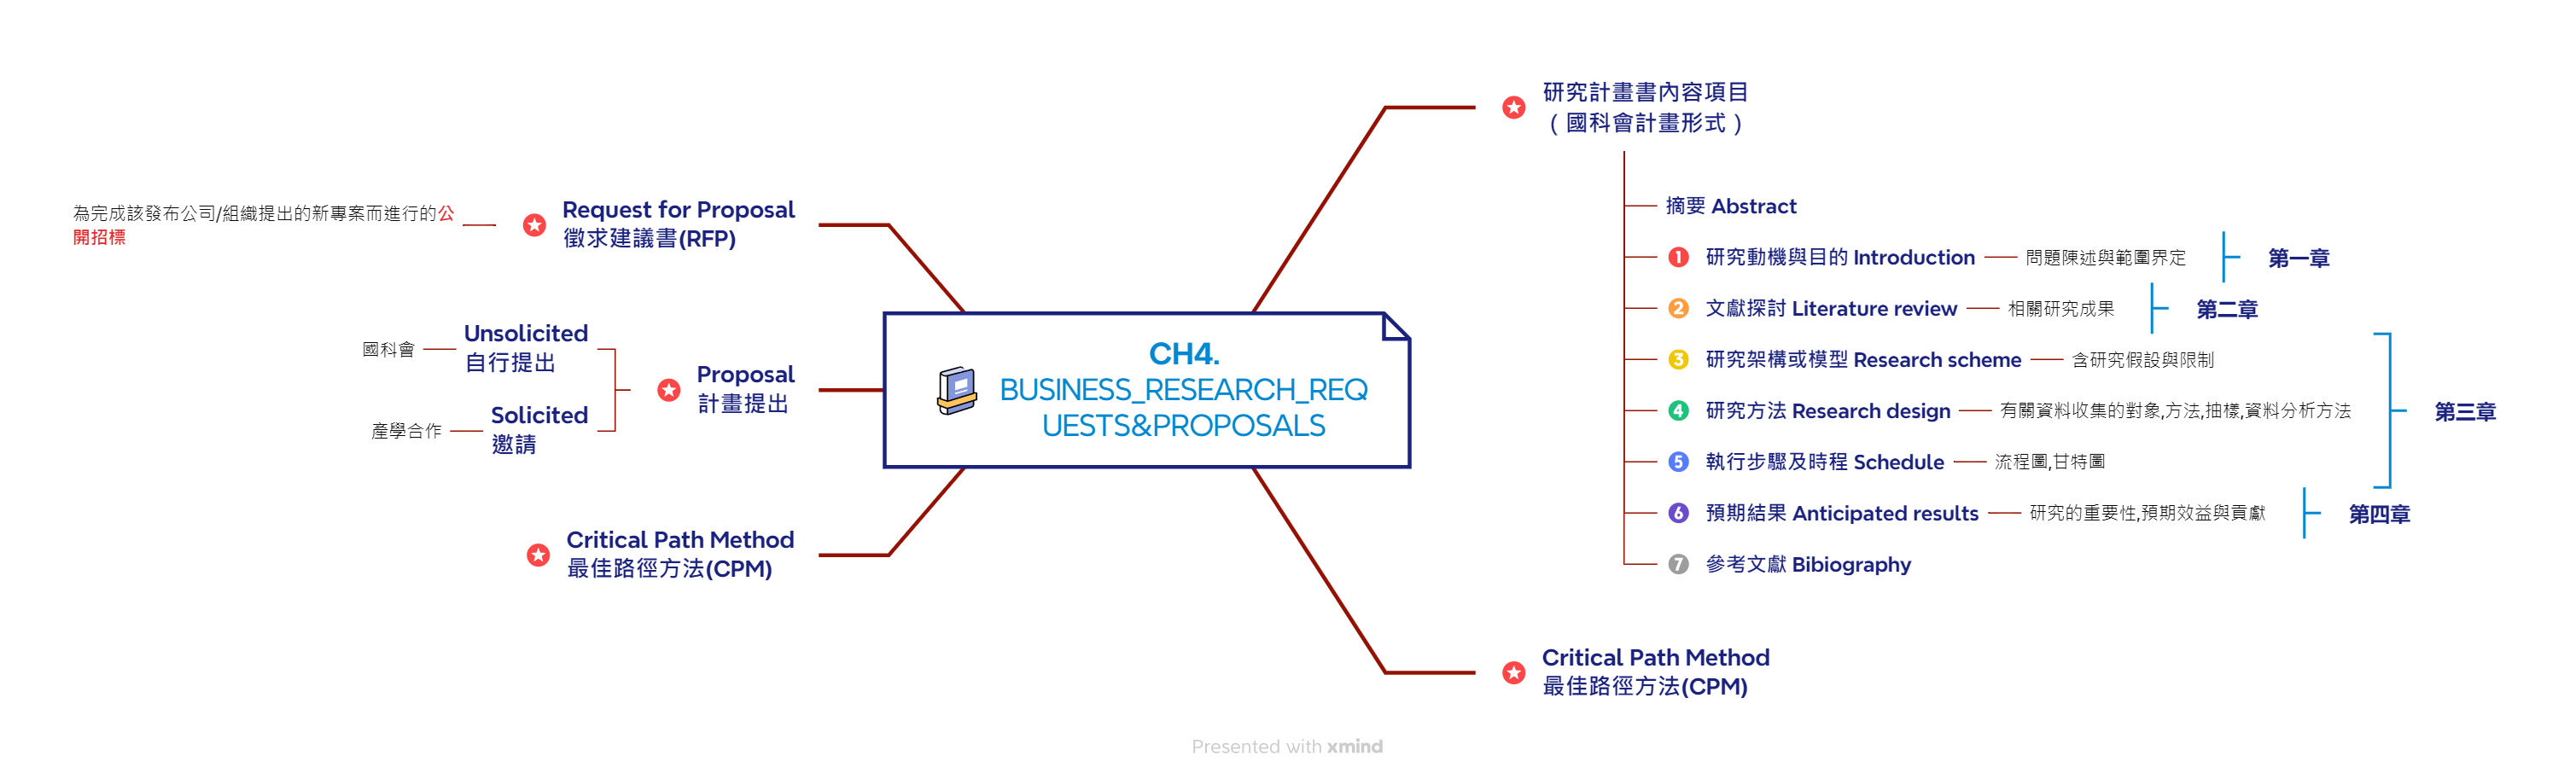 CH4.
BUSINESS_RESEARCH_REQ
UESTS&PROPOSALS
研究計畫書內容項目
（國科會計畫形式）
摘要 Abstract
1 研究動機與目的 Introduction
問題陳述與範圍界定
第一章
2 文獻探討 Literature review
相關研究成果
第二章
3 研究架構或模型 Research scheme
含研究假設與限制
4 研究方法 Research design
有關資料收集的對象,方法,抽樣,資料分析方法
第三章
5 執行步驟及時程 Schedule
流程圖,甘特圖
6 預期結果 Anticipated results
研究的重要性,預期效益與貢獻
第四章
7 參考文獻 Bibiography
Critical Path Method
最佳路徑方法(CPM)
Request for Proposal
徵求建議書(RFP)
為完成該發布公司/組織提出的新專案而進行的公
開招標
Proposal
計畫提出
Unsolicited
自行提出
國科會
Solicited
邀請
產學合作
Critical Path Method
最佳路徑方法(CPM)
Presented with xmind